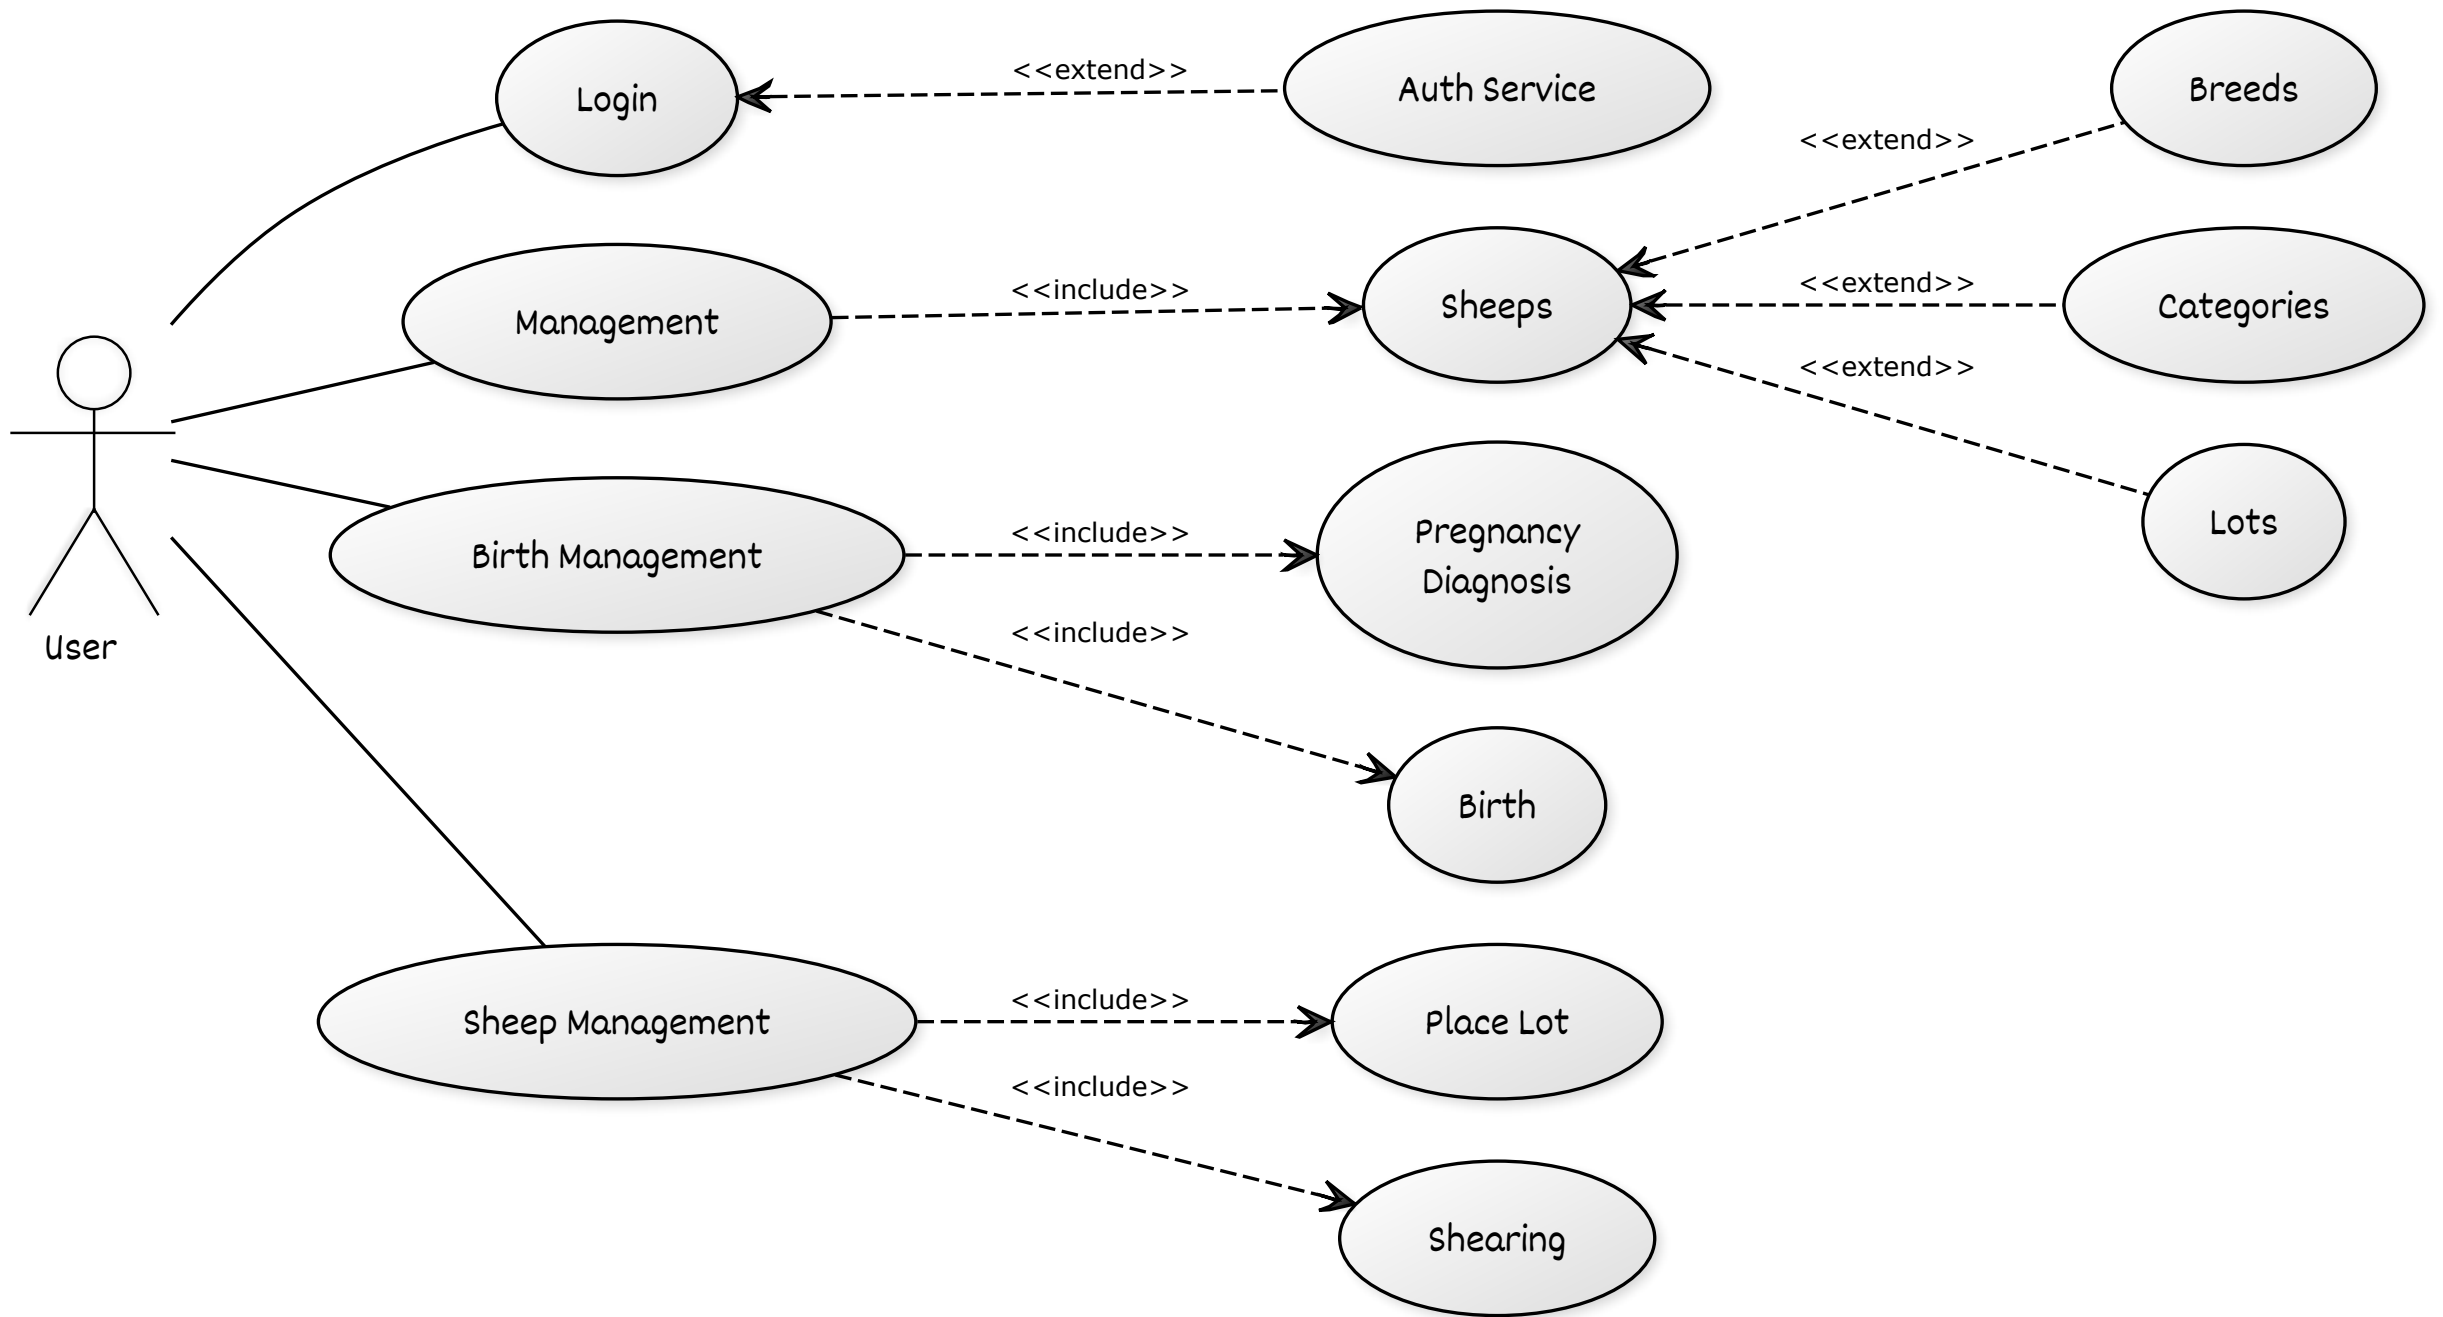 Login
<<extend>>
Auth Service
Breeds
<<extend>>
Management
<<include>>
Sheeps
<<extend>>
Categories
<<extend>>
Birth Management
<<include>>
Pregnancy
Diagnosis
Lots
User
<<include>>
Birth
Sheep Management
<<include>>
Place Lot
<<include>>
Shearing